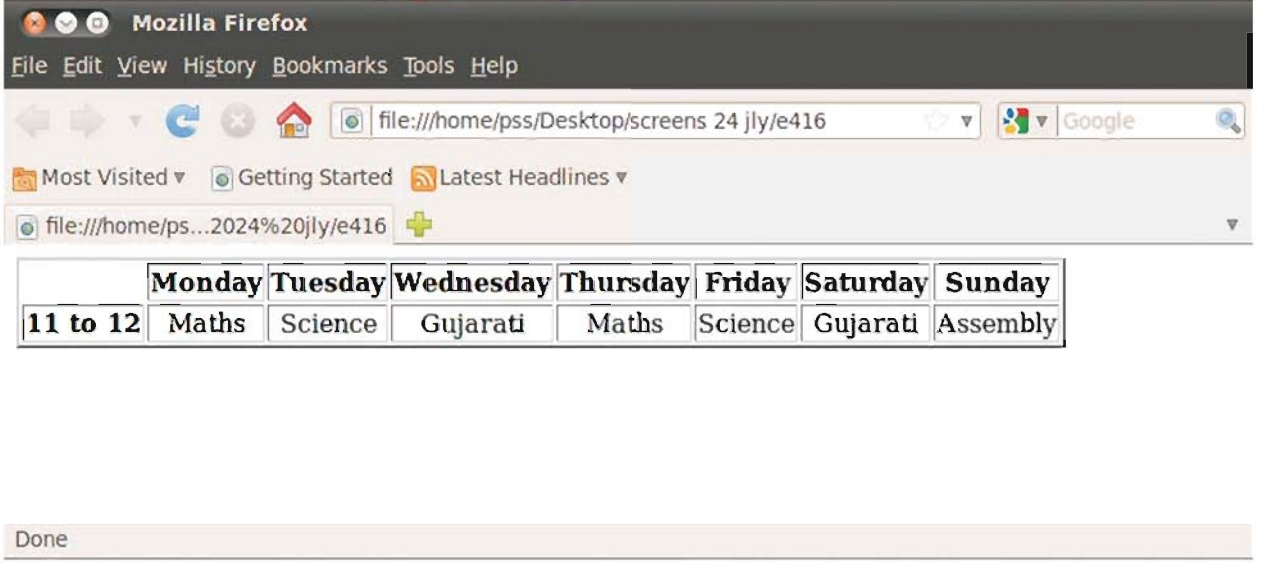 Mozilla Firefox
File Edit View History Bookmarks Tools Help
file:///home/pss/Desktop/screens 24 jly/e416 Google
Most Visited Getting Started Latest Headlines
file:///home/ps...2024%20jly/e416
Monday Tuesday Wednesday Thursday Friday Saturday Sunday
11 to 12 Maths Science Gujarati Maths Science Gujarati Assembly
Done